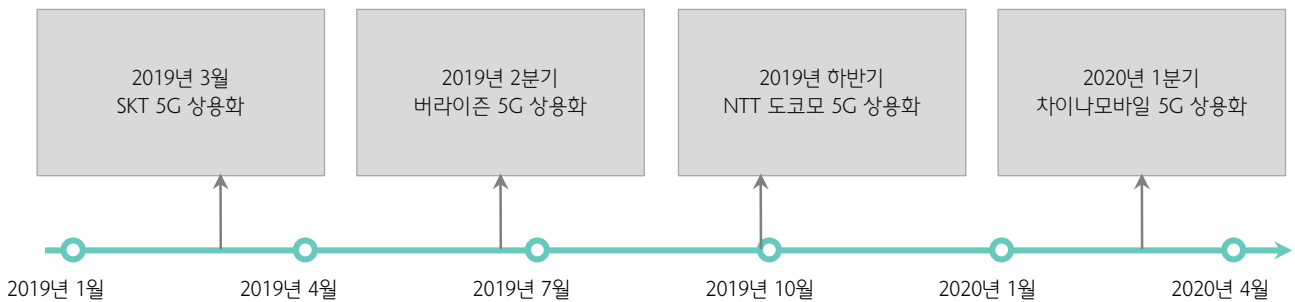 2019년 3월
SKT 5G 상용화
2019년 2분기
버라이즌 5G 상용화
2019년 하반기
NTT 도코모 5G 상용화
2020년 1분기
차이나모바일 5G 상용화
2019년 1월
2019년 4월
2019년 7월
2019년 10월
2020년 1월
2020년 4월